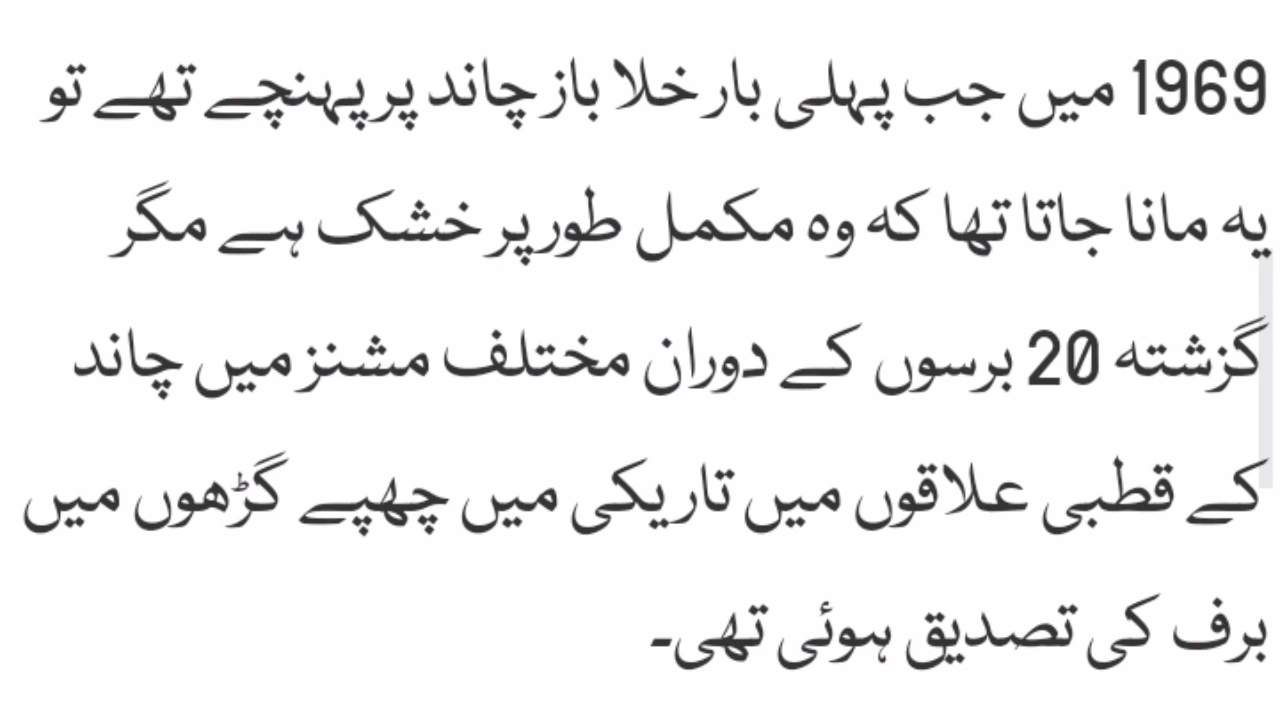 1969 میں جب پہلی بار خلا باز چاند پر پہنچے تھے تو
یہ مانا جاتا تھا کہ وہ مکمل طور پر خشک ہے مگر
گزشتہ 20 برسوں کے دوران مختلف مشنز میں چاند
کے قطبی علاقوں میں تاریکی میں چھپے گڑھوں میں
برف کی تصدیق ہوئی تھی۔